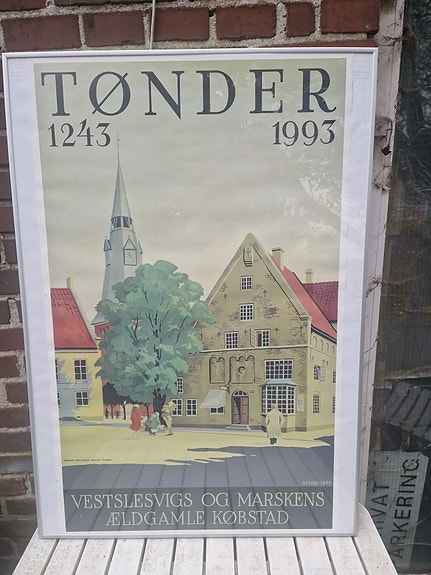 TØNDER
1243 1993
VESTSLESVIGS OG MARSKENS
ÆLDGAMLE KØBSTAD